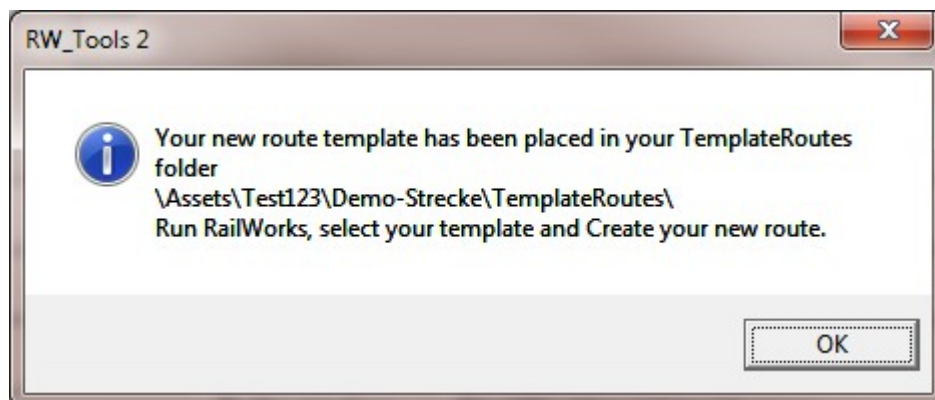 RW_Tools 2
Your new route template has been placed in your TemplateRoutes
folder
\Assets\Test123\Demo-Strecke\TemplateRoutes\
Run RailWorks, select your template and Create your new route.
OK